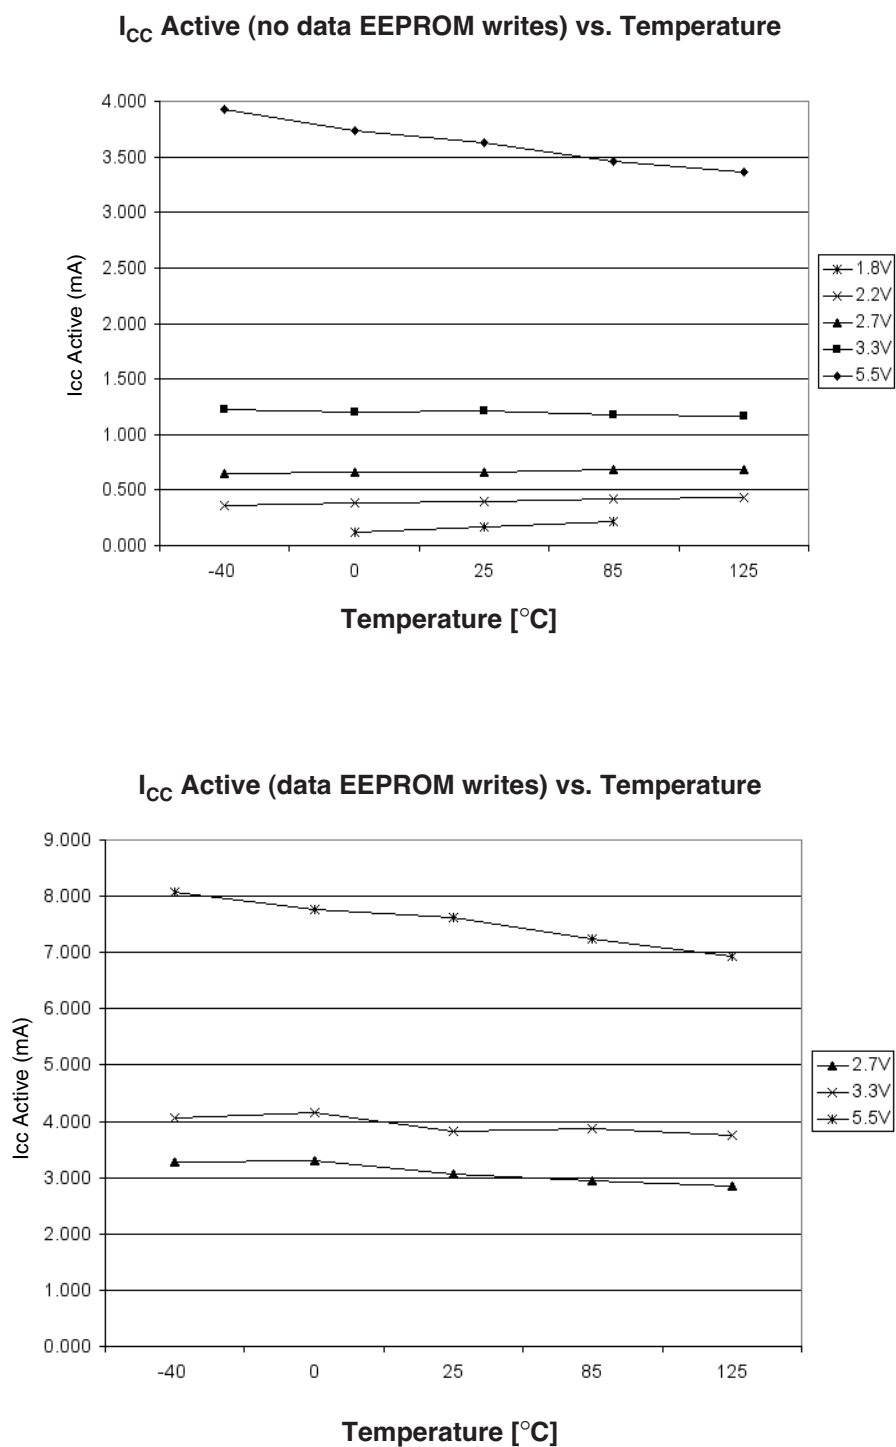 I_CC Active (no data EEPROM writes) vs. Temperature
4.000
3.500
3.000
2.500
2.000
1.500
1.000
0.500
0.000
Icc Active (mA)
-40 0 25 85 125
Temperature [°C]
1.8V
2.2V
2.7V
3.3V
5.5V
I_CC Active (data EEPROM writes) vs. Temperature
9.000
8.000
7.000
6.000
5.000
4.000
3.000
2.000
1.000
0.000
Icc Active (mA)
-40 0 25 85 125
Temperature [°C]
2.7V
3.3V
5.5V